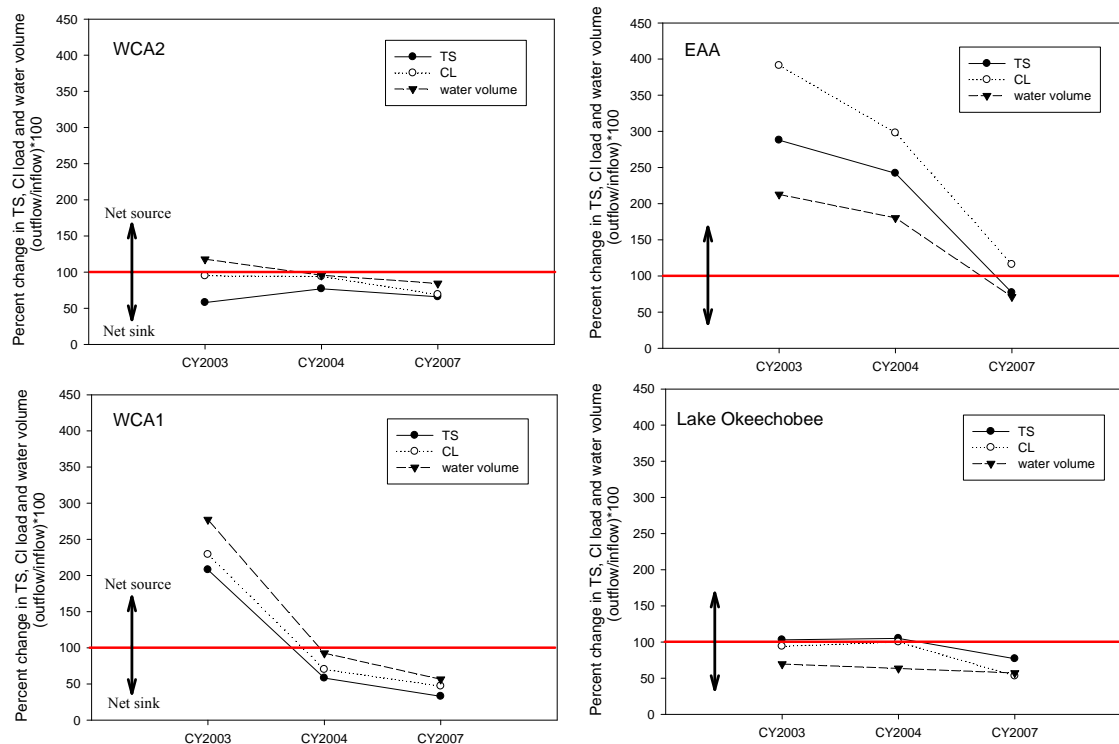 WCA2
TS
CL
water volume
Percent change in TS, Cl load and water volume
(outflow/inflow)*100
450
400
350
300
250
200
150
100
50
0
Net source
Net sink
CY2003
CY2004
CY2007
EAA
TS
CL
water volume
Percent change in TS, Cl load and water volume
(outflow/inflow)*100
450
400
350
300
250
200
150
100
50
0
CY2003
CY2004
CY2007
WCA1
TS
CL
water volume
Percent change in TS, Cl load and water volume
(outflow/inflow)*100
450
400
350
300
250
200
150
100
50
0
Net source
Net sink
CY2003
CY2004
CY2007
Lake Okeechobee
TS
CL
water volume
Percent change in TS, Cl load and water volume
(outflow/inflow)*100
450
400
350
300
250
200
150
100
50
0
CY2003
CY2004
CY2007